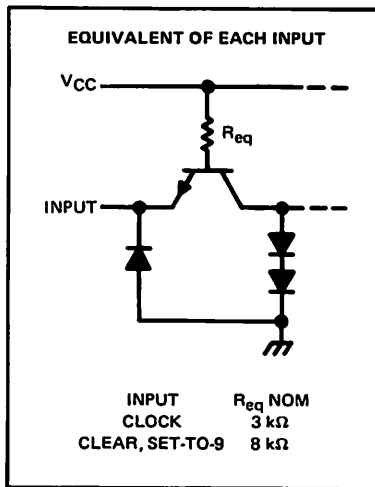 EQUIVALENT OF EACH INPUT
VCC
Req
INPUT
INPUT Req NOM
CLOCK 3 kΩ
CLEAR, SET-TO-9 8 kΩ